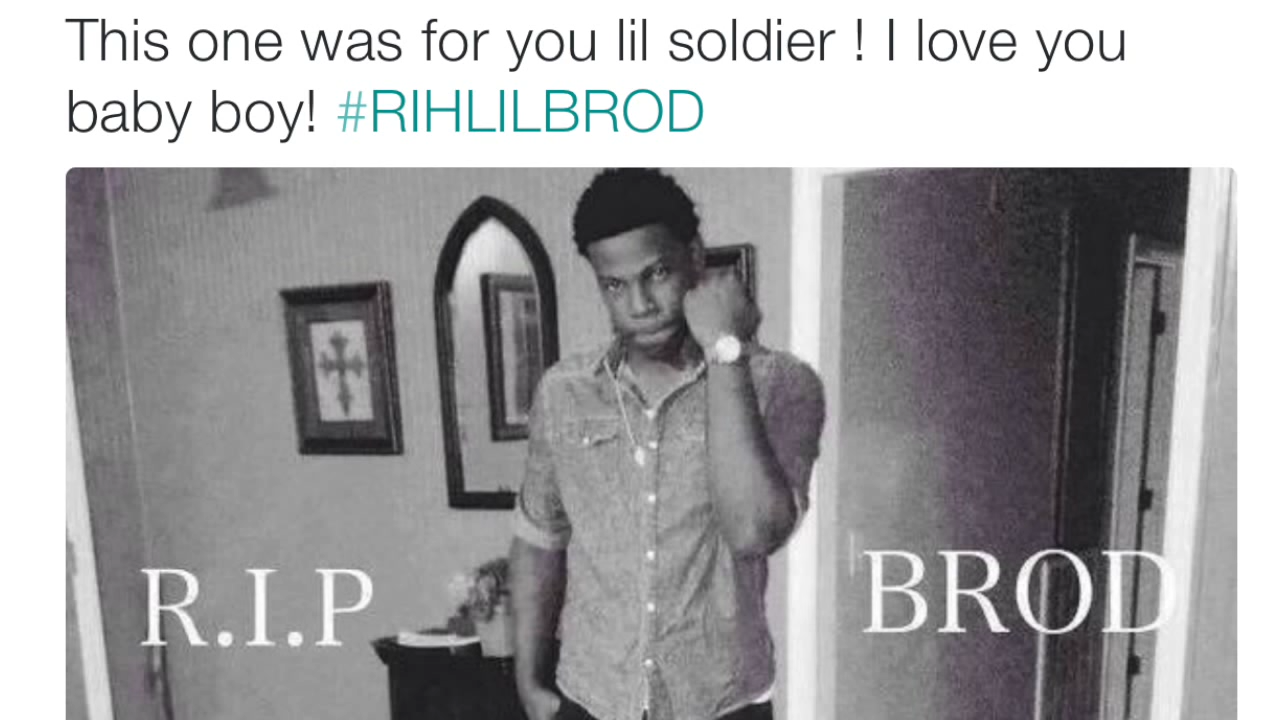 This one was for you lil soldier ! I love you
baby boy! #RIHLILBROD
R.I.P
BROD